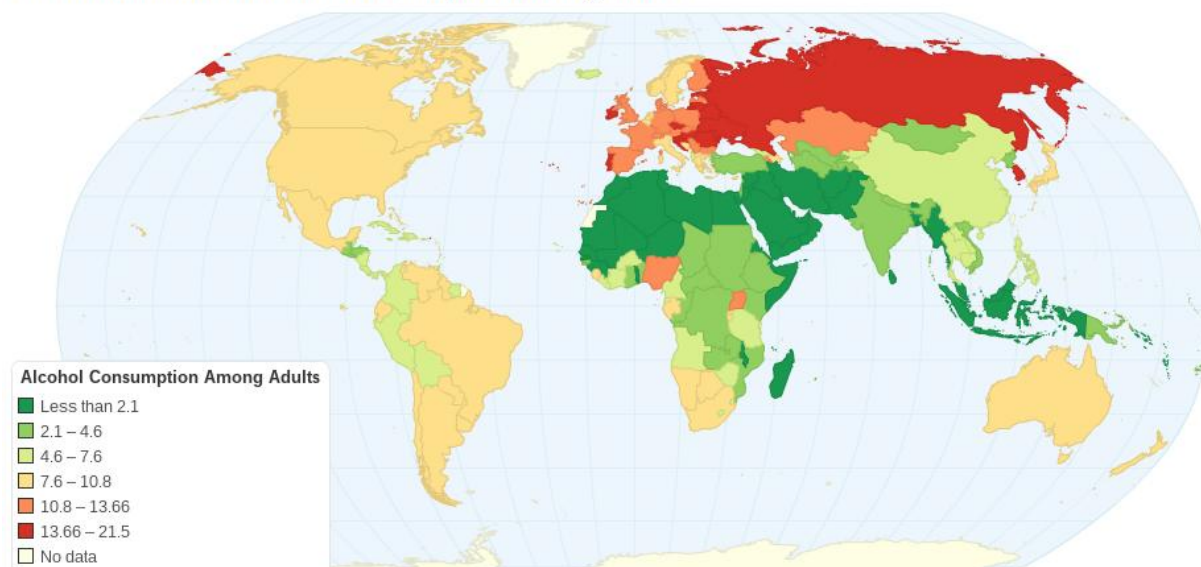 Alcohol Consumption Among Adults
Less than 2.1
2.1 – 4.6
4.6 – 7.6
7.6 – 10.8
10.8 – 13.66
13.66 – 21.5
No data